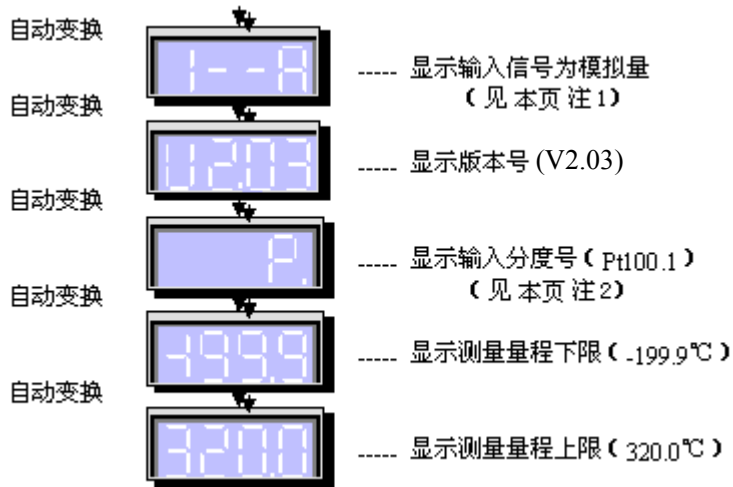 自动变换
1--A ----- 显示输入信号为模拟量
( 见 本页 注1)
自动变换
U2.03 ----- 显示版本号 (V2.03)
自动变换
P. ----- 显示输入分度号( Pt100.1 )
( 见 本页 注2)
自动变换
-199.9 ----- 显示测量量程下限( -199.9℃ )
自动变换
320.0 ----- 显示测量量程上限( 320.0℃ )